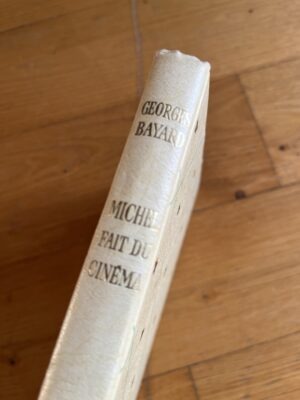 GEORGES
BAYARD
MICHEL
FAIT DU
CINÉMA